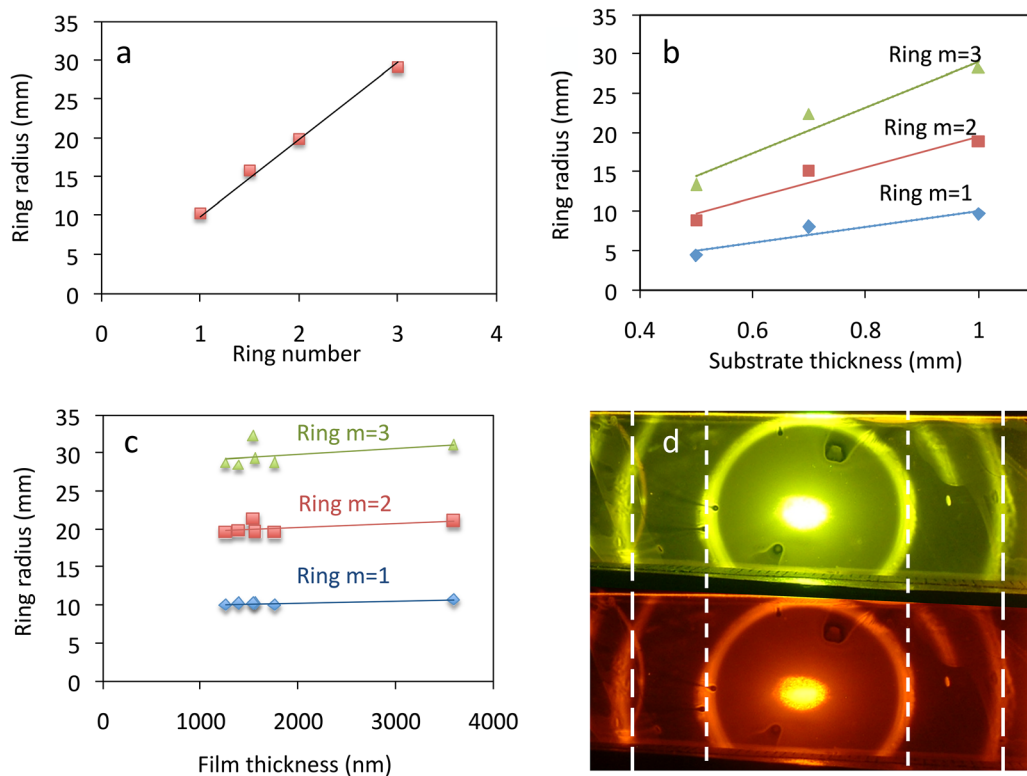 a
35
30
25
20
15
10
5
0
Ring radius (mm)
0
1
2
3
4
Ring number
b
35
30
25
20
15
10
5
0
Ring radius (mm)
Ring m=3
Ring m=2
Ring m=1
0.4
0.6
0.8
1
Substrate thickness (mm)
c
35
30
25
20
15
10
5
0
Ring radius (mm)
Ring m=3
Ring m=2
Ring m=1
0
1000
2000
3000
4000
Film thickness (nm)
d